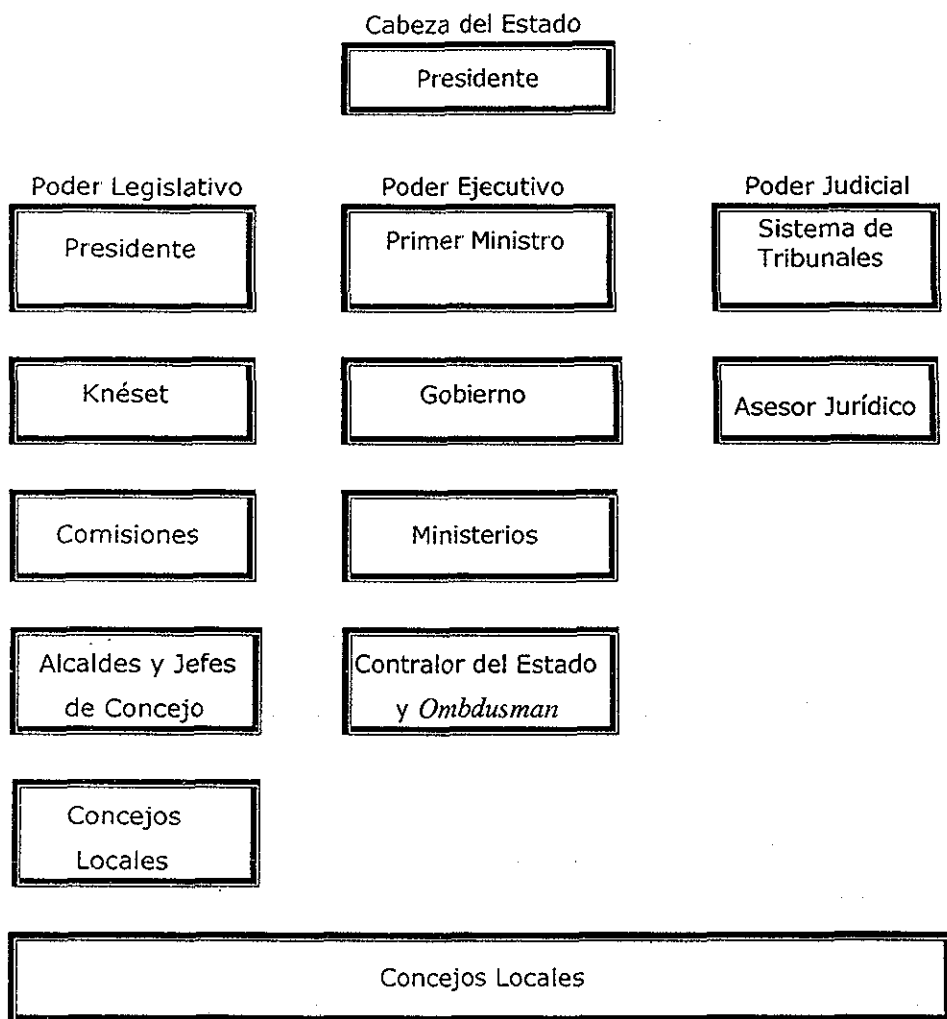 Cabeza del Estado
Presidente
Poder Legislativo
Poder Ejecutivo
Poder Judicial
Presidente
Primer Ministro
Sistema de
Tribunales
Knéset
Gobierno
Asesor Jurídico
Comisiones
Ministerios
Alcaldes y Jefes
de Concejo
Contralor del Estado
y Ombdusman
Concejos
Locales
Concejos Locales